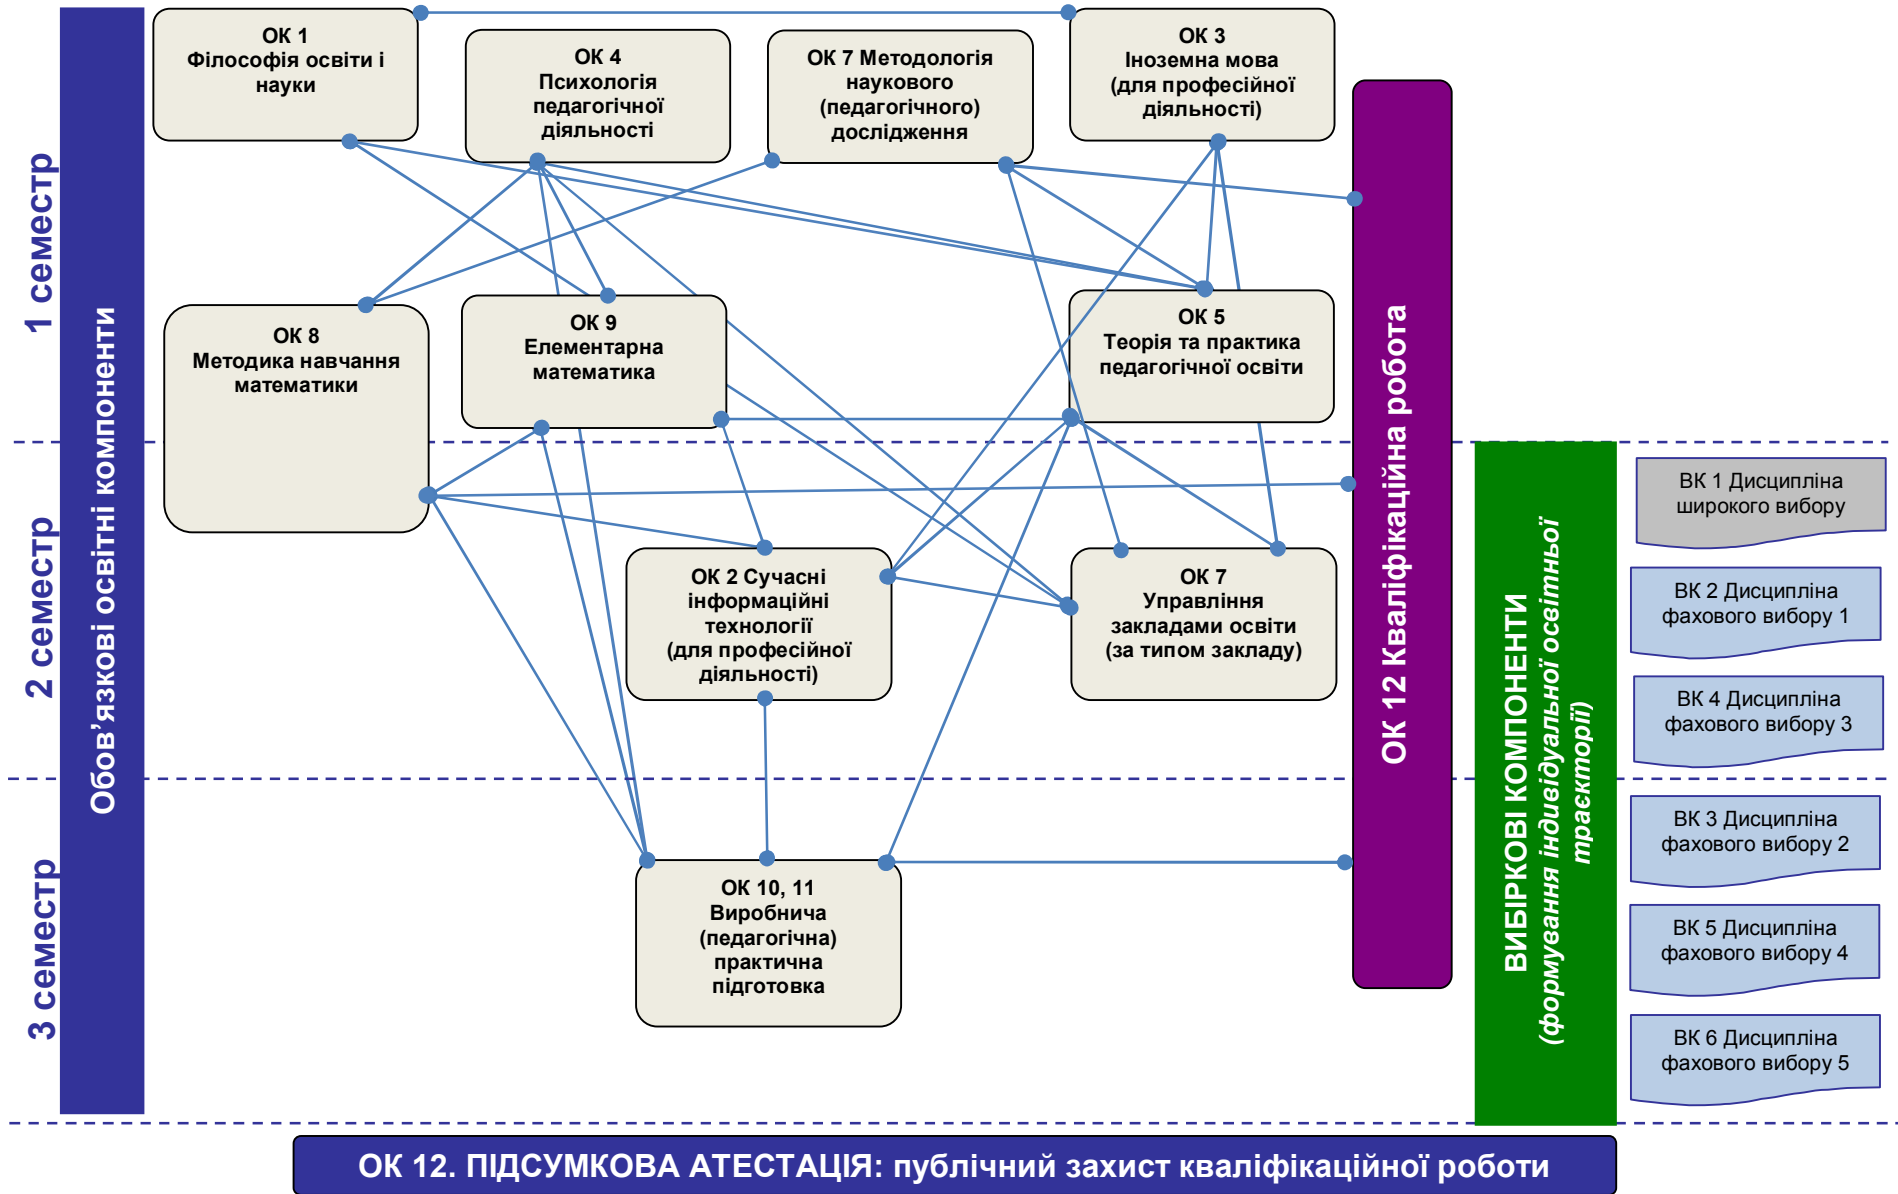 1 семестр
2 семестр
3 семестр
Обов’язкові освітні компоненти
ОК 1
Філософія освіти і
науки
ОК 4
Психологія
педагогічної
діяльності
ОК 7 Методологія
наукового
(педагогічного)
дослідження
ОК 3
Іноземна мова
(для професійної
діяльності)
ОК 8
Методика навчання
математики
ОК 9
Елементарна
математика
ОК 5
Теорія та практика
педагогічної освіти
ОК 2 Сучасні
інформаційні
технології
(для професійної
діяльності)
ОК 7
Управління
закладами освіти
(за типом закладу)
ОК 10, 11
Виробнича
(педагогічна)
практична
підготовка
ОК 12 Кваліфікаційна робота
ВИБІРКОВІ КОМПОНЕНТИ
(формування індивідуальної освітньої
траєкторії)
ВК 1 Дисципліна
широкого вибору
ВК 2 Дисципліна
фахового вибору 1
ВК 4 Дисципліна
фахового вибору 3
ВК 3 Дисципліна
фахового вибору 2
ВК 5 Дисципліна
фахового вибору 4
ВК 6 Дисципліна
фахового вибору 5
ОК 12. ПІДСУМКОВА АТЕСТАЦІЯ: публічний захист кваліфікаційної роботи